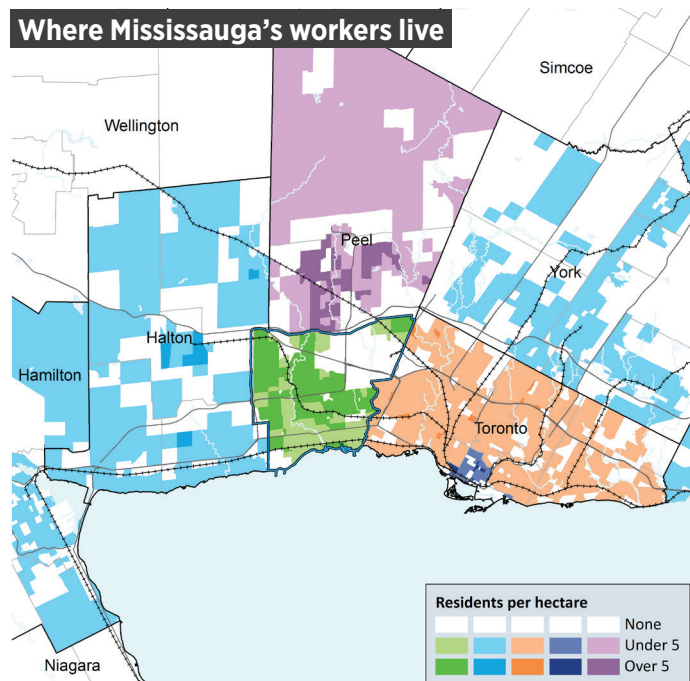 Where Mississauga's workers live
Simcoe
Wellington
Peel
York
Halton
Hamilton
Toronto
Niagara
Residents per hectare
None
Under 5
Over 5